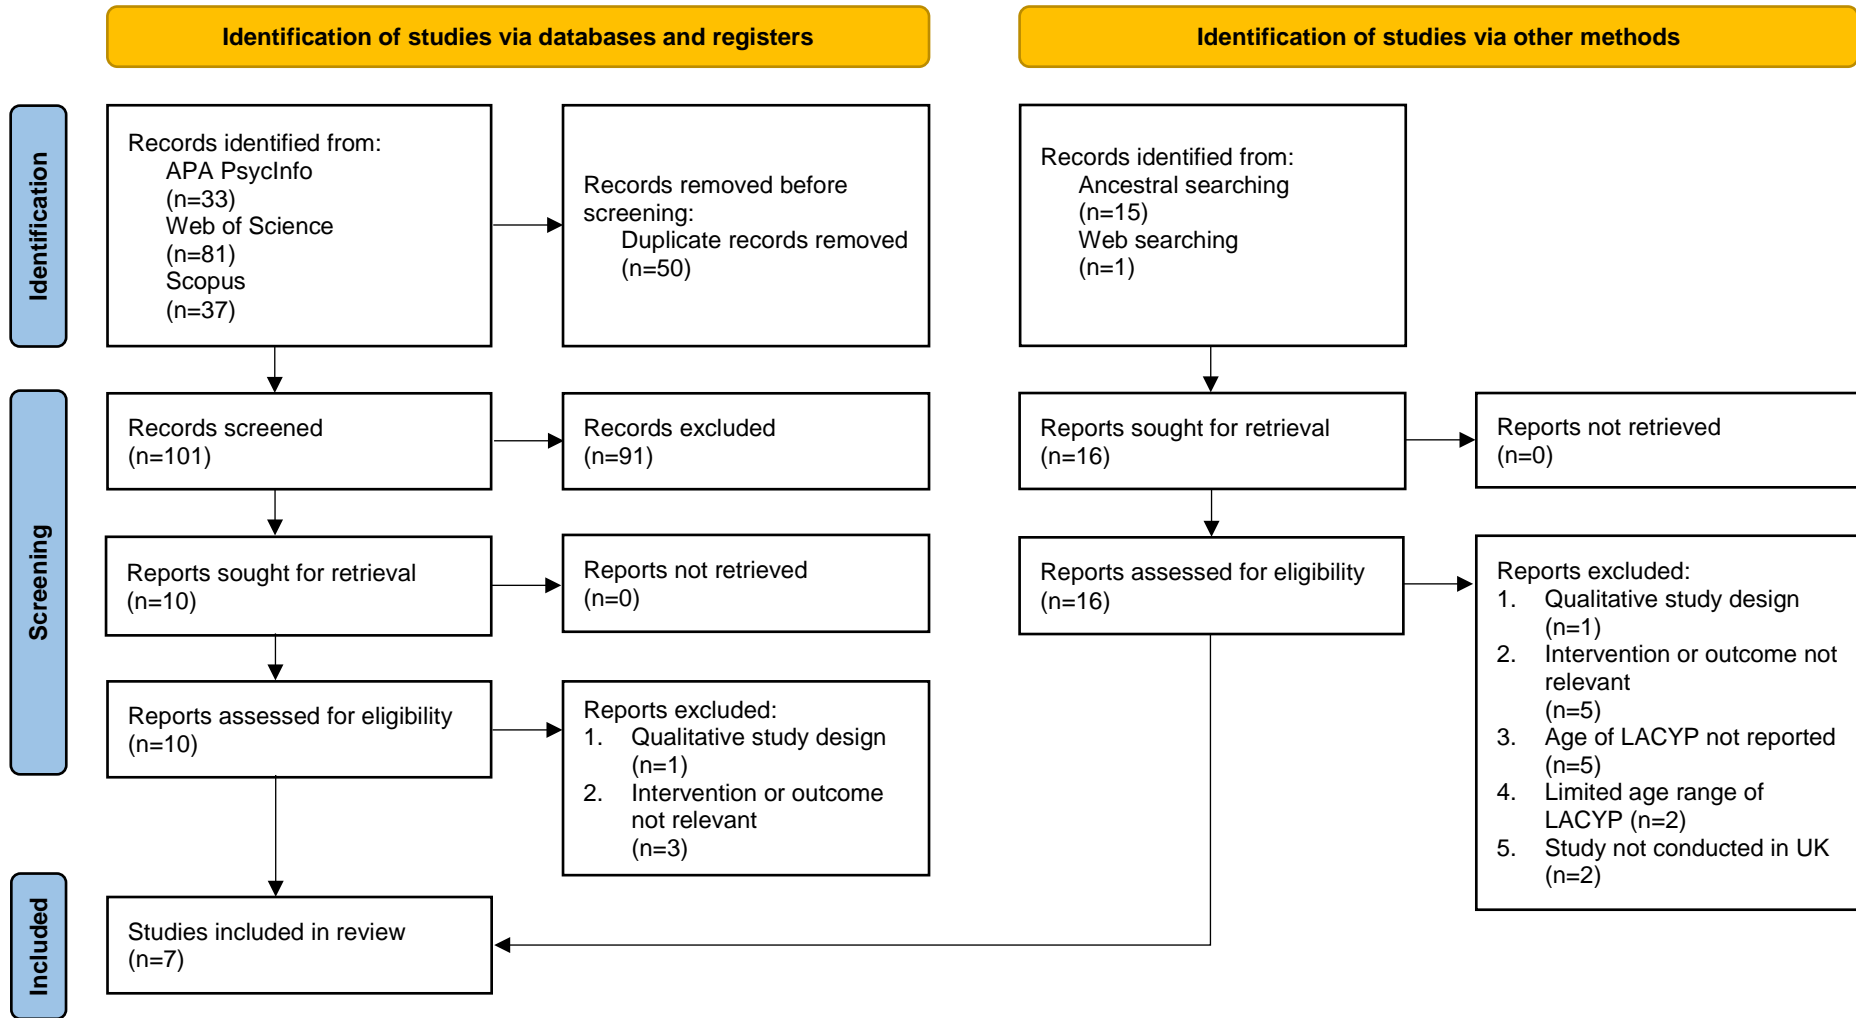 Identification of studies via databases and registers
Identification of studies via other methods
Identification
Records identified from:
APA PsycInfo
(n=33)
Web of Science
(n=81)
Scopus
(n=37)
Records removed before
screening:
Duplicate records removed
(n=50)
Records identified from:
Ancestral searching
(n=15)
Web searching
(n=1)
Screening
Records screened
(n=101)
Records excluded
(n=91)
Reports sought for retrieval
(n=16)
Reports not retrieved
(n=0)
Reports sought for retrieval
(n=10)
Reports not retrieved
(n=0)
Reports assessed for eligibility
(n=16)
Reports excluded:
1. Qualitative study design
(n=1)
2. Intervention or outcome not
relevant
(n=5)
3. Age of LACYP not reported
(n=5)
4. Limited age range of
LACYP (n=2)
5. Study not conducted in UK
(n=2)
Reports assessed for eligibility
(n=10)
Reports excluded:
1. Qualitative study design
(n=1)
2. Intervention or outcome
not relevant
(n=3)
Included
Studies included in review
(n=7)